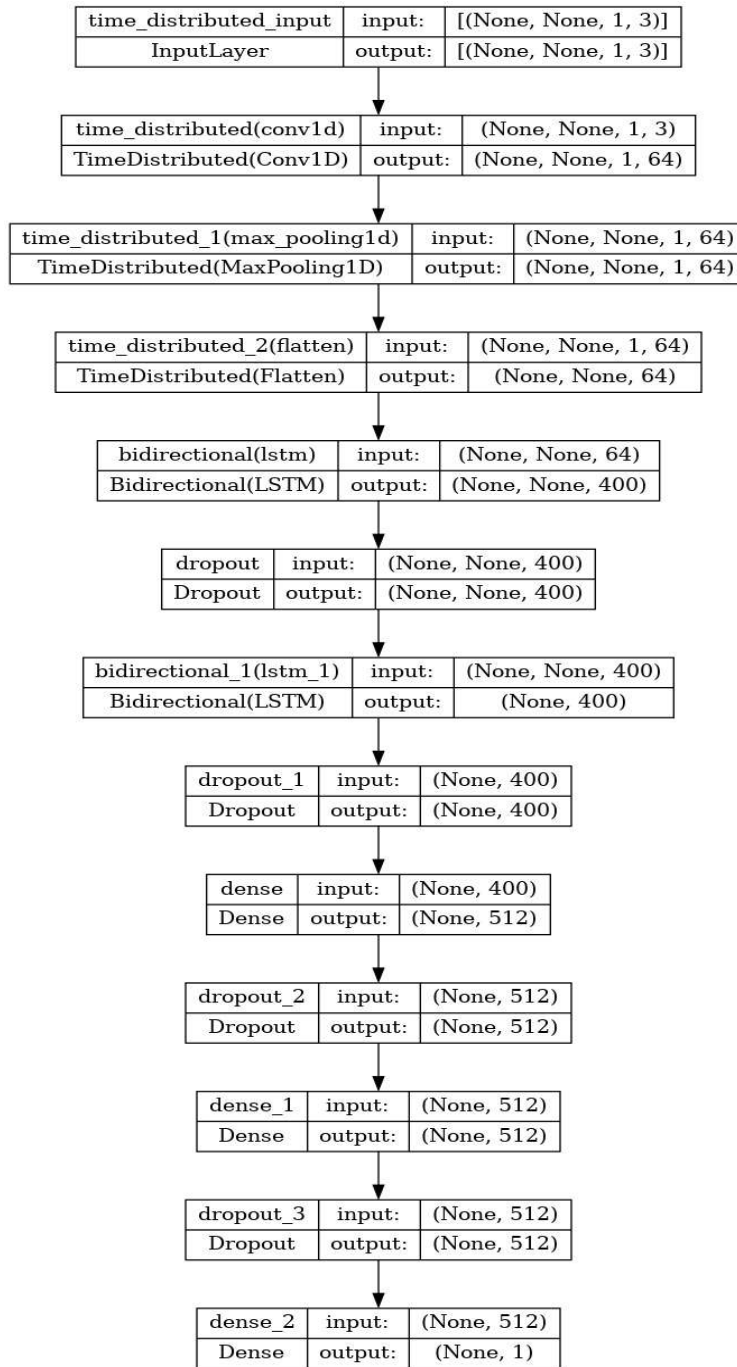 time_distributed_input input: [(None, None, 1, 3)]
InputLayer output: [(None, None, 1, 3)]
time_distributed(conv1d) input: (None, None, 1, 3)
TimeDistributed(Conv1D) output: (None, None, 1, 64)
time_distributed_1(max_pooling1d) input: (None, None, 1, 64)
TimeDistributed(MaxPooling1D) output: (None, None, 1, 64)
time_distributed_2(flatten) input: (None, None, 1, 64)
TimeDistributed(Flatten) output: (None, None, 64)
bidirectional(lstm) input: (None, None, 64)
Bidirectional(LSTM) output: (None, None, 400)
dropout input: (None, None, 400)
Dropout output: (None, None, 400)
bidirectional_1(lstm_1) input: (None, None, 400)
Bidirectional(LSTM) output: (None, 400)
dropout_1 input: (None, 400)
Dropout output: (None, 400)
dense input: (None, 400)
Dense output: (None, 512)
dropout_2 input: (None, 512)
Dropout output: (None, 512)
dense_1 input: (None, 512)
Dense output: (None, 512)
dropout_3 input: (None, 512)
Dropout output: (None, 512)
dense_2 input: (None, 512)
Dense output: (None, 1)